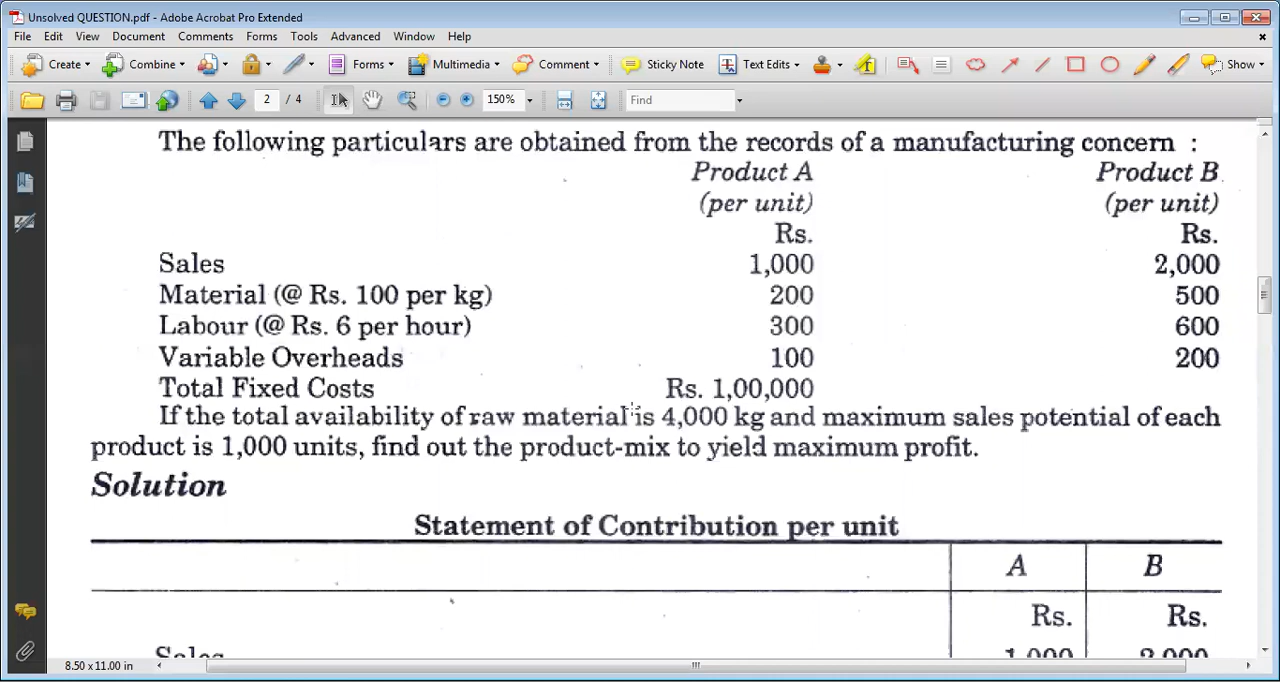 Unsolved QUESTION.pdf - Adobe Acrobat Pro Extended
File Edit View Document Comments Forms Tools Advanced Window Help
Create Combine Forms Multimedia Comment Sticky Note Text Edits Show
2 / 4 150% Find
The following particulars are obtained from the records of a manufacturing concern :
Product A Product B
(per unit) (per unit)
Rs. Rs.
Sales 1,000 2,000
Material (@ Rs. 100 per kg) 200 500
Labour (@ Rs. 6 per hour) 300 600
Variable Overheads 100 200
Total Fixed Costs Rs. 1,00,000
If the total availability of raw material is 4,000 kg and maximum sales potential of each
product is 1,000 units, find out the product-mix to yield maximum profit.
Solution
Statement of Contribution per unit
A B
Rs. Rs.
Sales 1,000 2,000
8.50 x 11.00 in